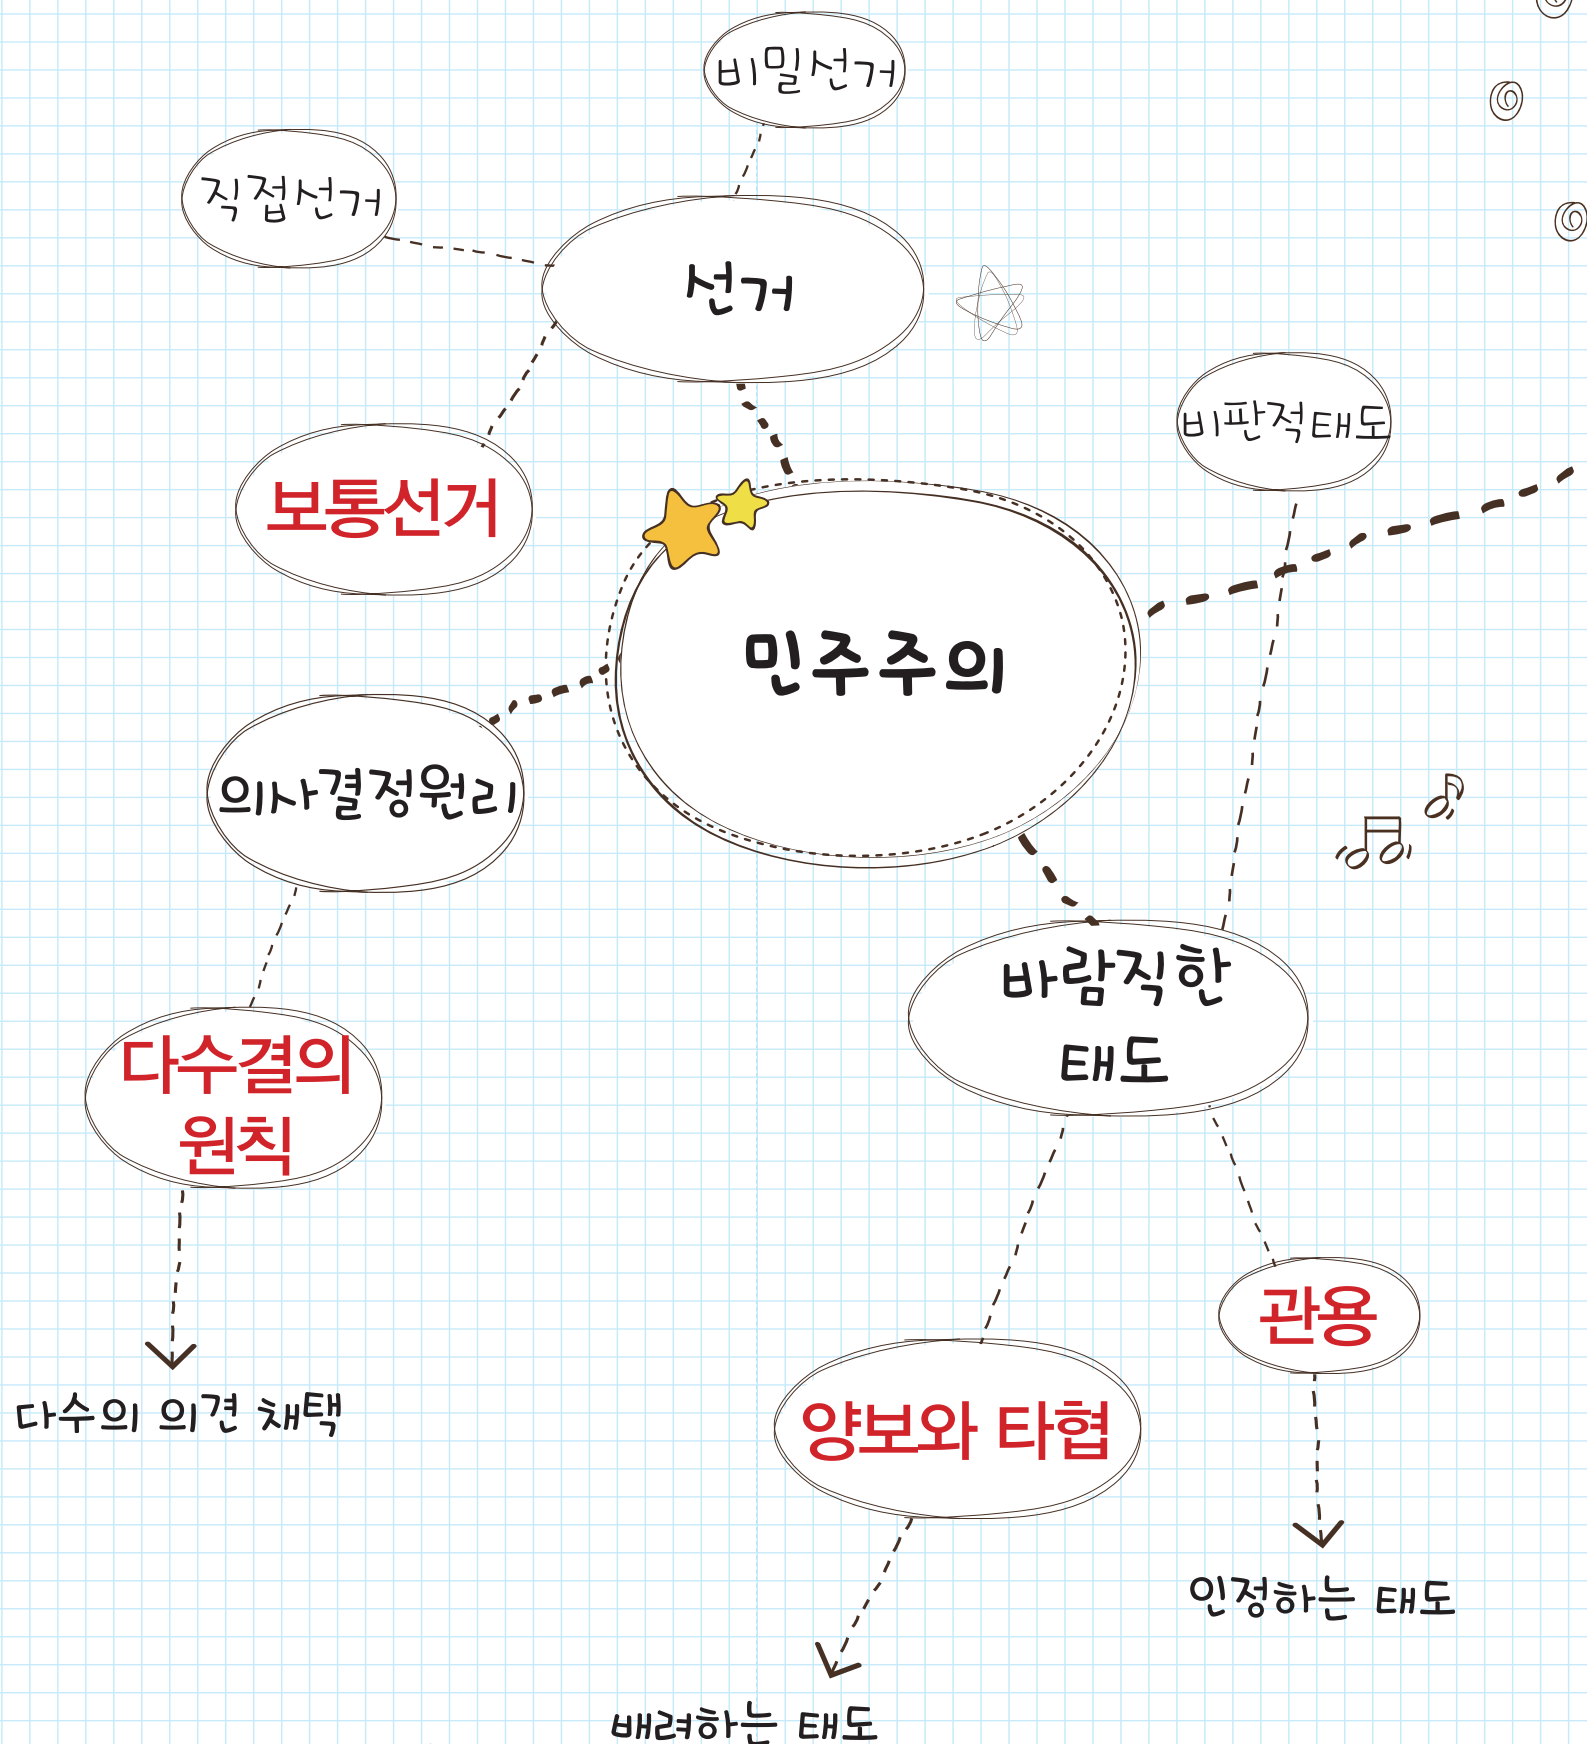 비밀선거
직접선거
선거
비판적태도
보통선거
민주주의
의사결정원리
바람직한
태도
다수결의
원칙
관용
다수의 의견 채택
양보와 타협
인정하는 태도
배려하는 태도